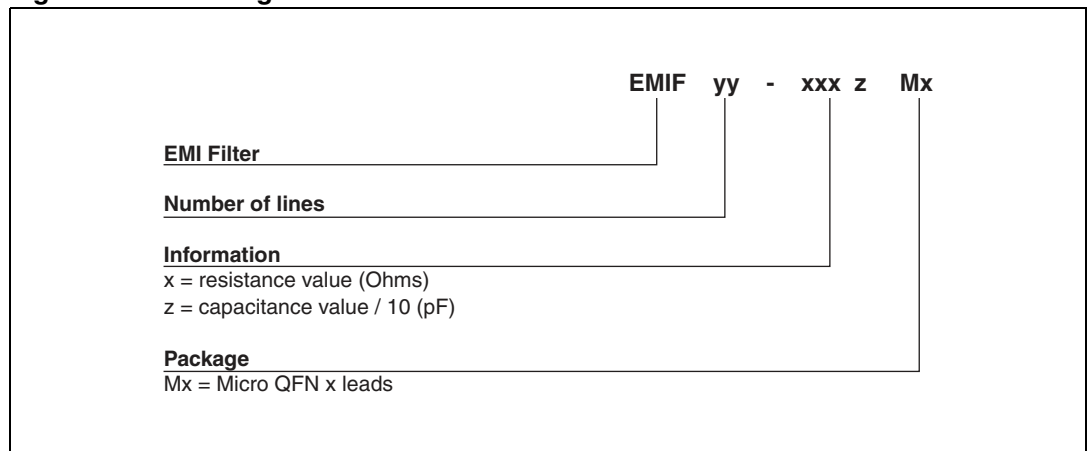 EMIF yy - xxx z Mx
EMI Filter
Number of lines
Information
x = resistance value (Ohms)
z = capacitance value / 10 (pF)
Package
Mx = Micro QFN x leads